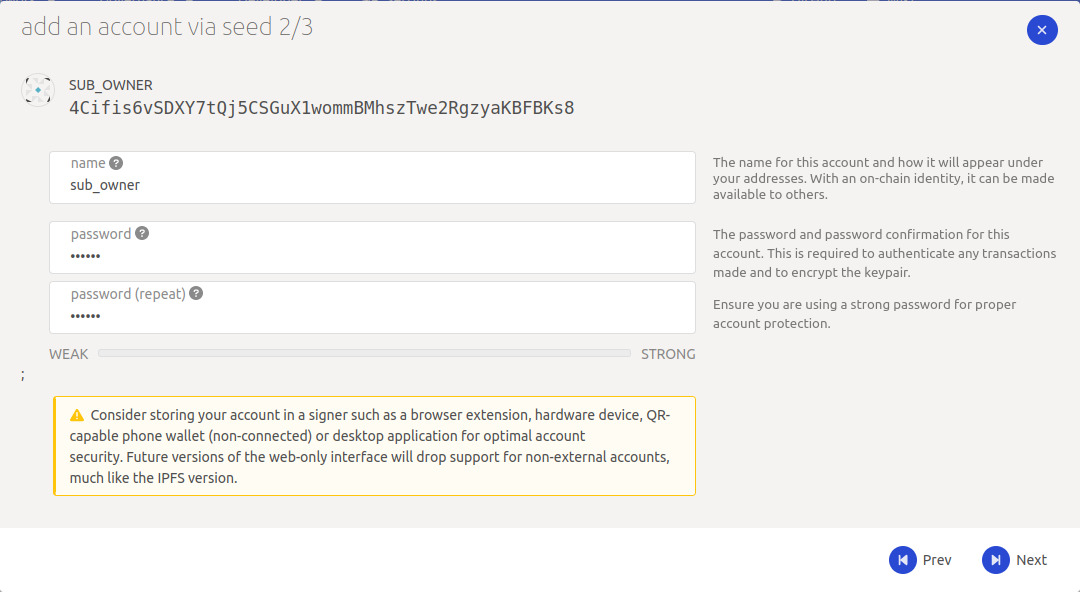 add an account via seed 2/3
SUB_OWNER
4Cifis6vSDXY7tQj5CSGuX1wommBMhszTwe2RgzyaKBFBKs8
name ?
sub_owner
The name for this account and how it will appear under
your addresses. With an on-chain identity, it can be made
available to others.
password ?
••••••
The password and password confirmation for this
account. This is required to authenticate any transactions
made and to encrypt the keypair.
password (repeat) ?
••••••
Ensure you are using a strong password for proper
account protection.
WEAK STRONG
;
Consider storing your account in a signer such as a browser extension, hardware device, QR-
capable phone wallet (non-connected) or desktop application for optimal account
security. Future versions of the web-only interface will drop support for non-external accounts,
much like the IPFS version.
Prev Next